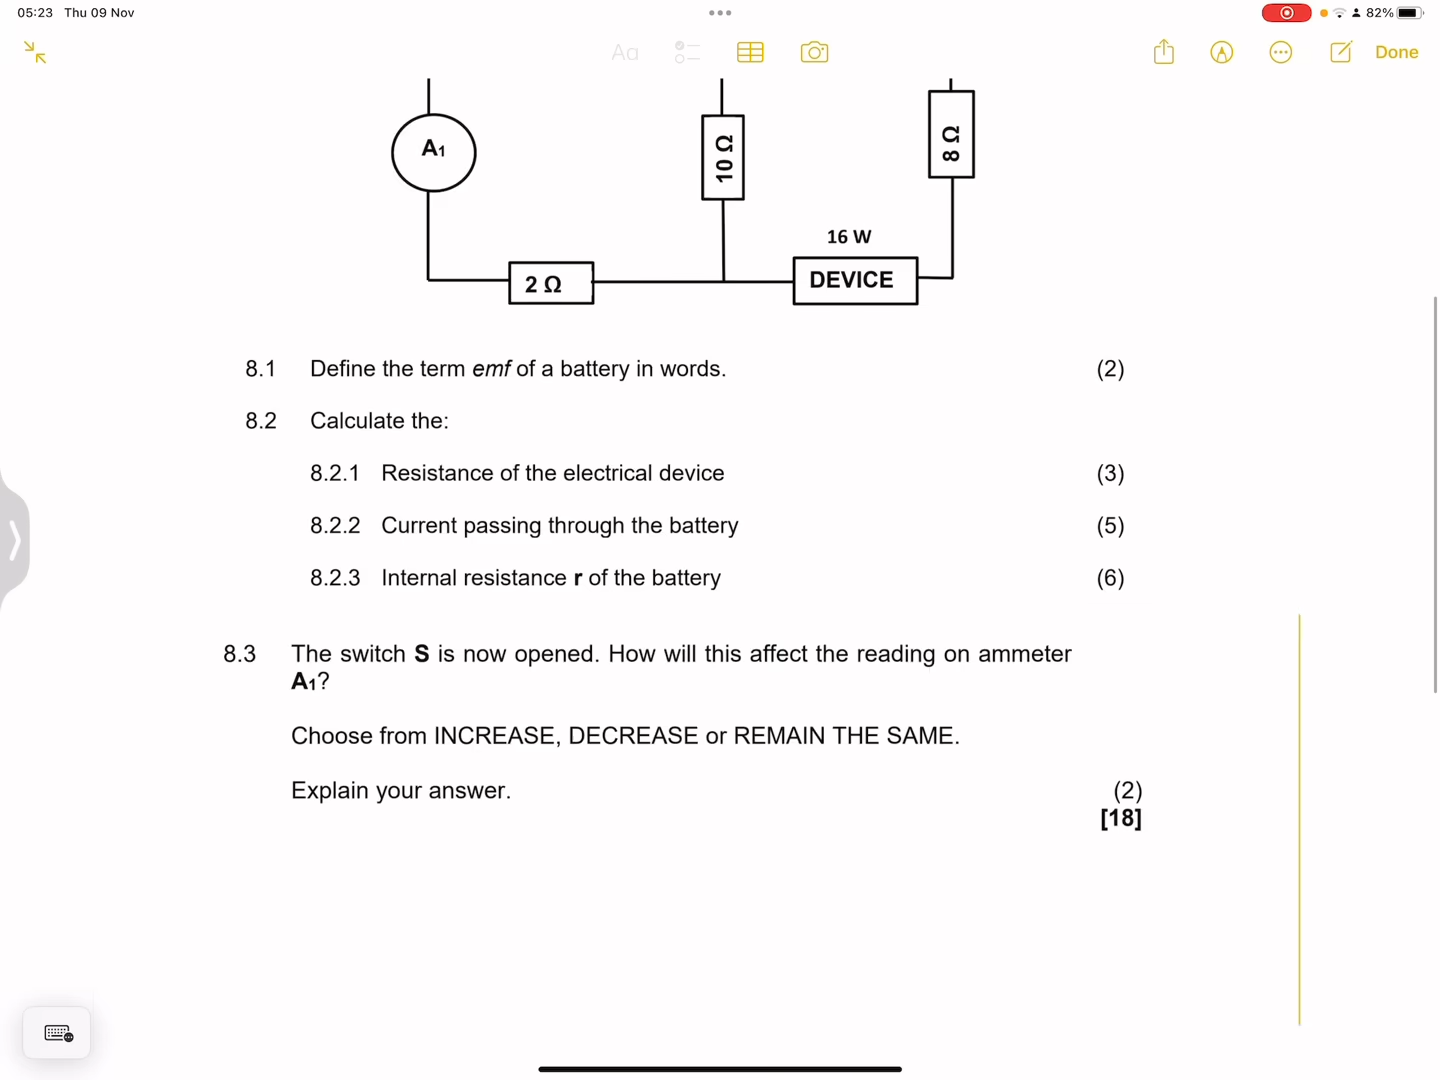 05:23 Thu 09 Nov
82%
Aa
Done
A1
10 Ω
8 Ω
16 W
2 Ω
DEVICE
8.1 Define the term emf of a battery in words. (2)
8.2 Calculate the:
8.2.1 Resistance of the electrical device (3)
8.2.2 Current passing through the battery (5)
8.2.3 Internal resistance r of the battery (6)
8.3 The switch S is now opened. How will this affect the reading on ammeter
A1?
Choose from INCREASE, DECREASE or REMAIN THE SAME.
Explain your answer. (2)
[18]